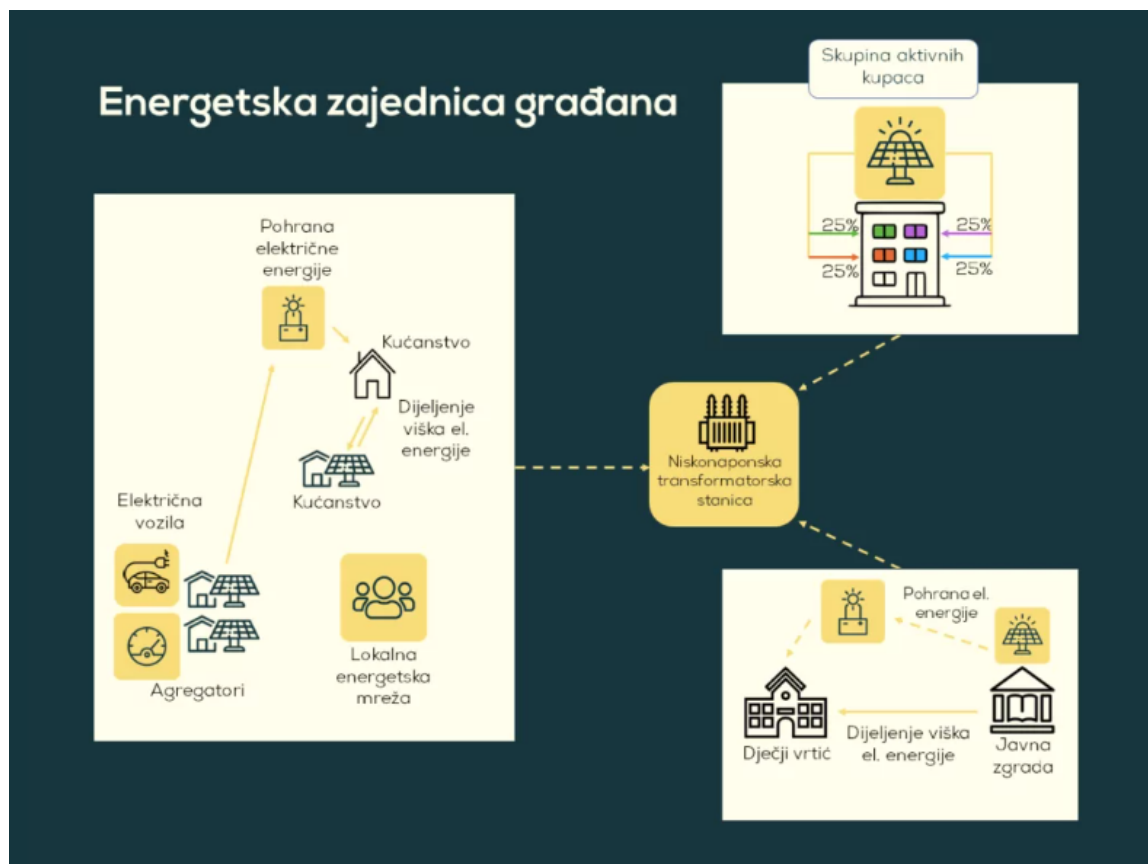 Energetska zajednica građana
Pohrana
električne
energije
Kućanstvo
Dijeljenje
viška el.
energije
Kućanstvo
Električna
vozila
Agregatori
Lokalna
energetska
mreža
Skupina aktivnih
kupaca
25%
25%
25%
25%
Niskonaponska
transformatorska
stanica
Pohrana el.
energije
Dječji vrtić
Dijeljenje viška
el. energije
Javna
zgrada